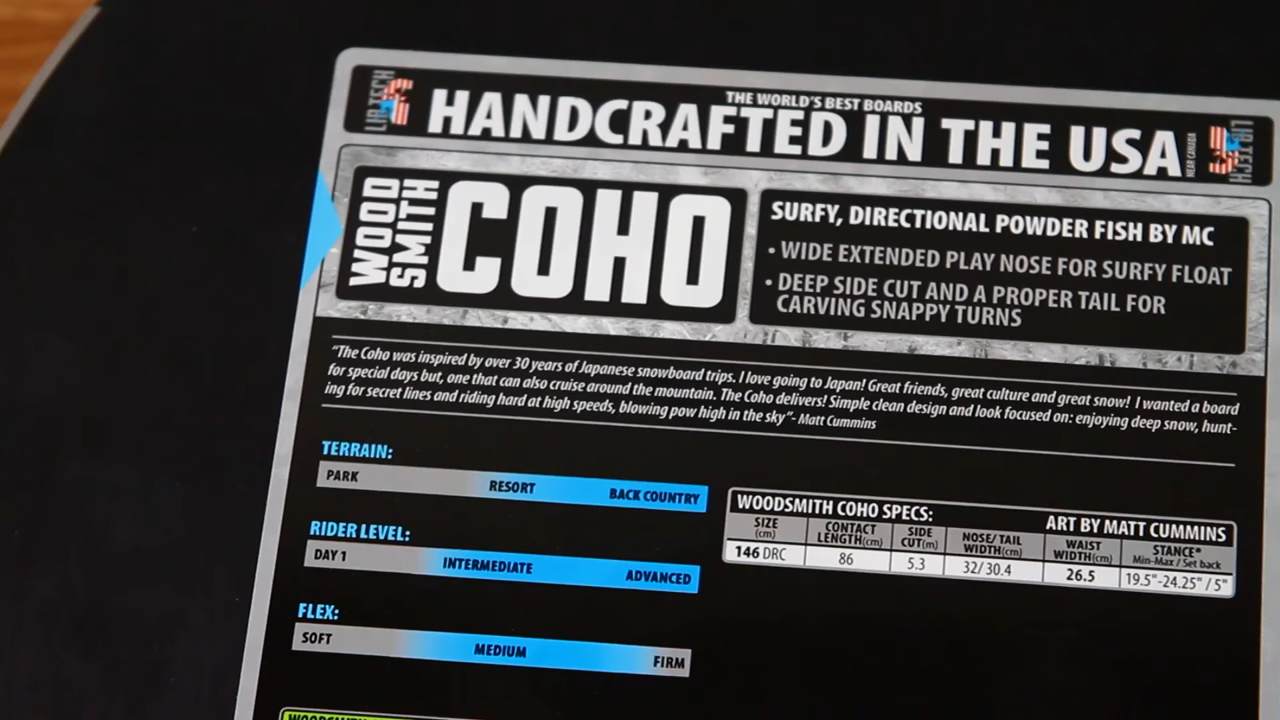 LIB TECH
THE WORLD'S BEST BOARDS
HANDCRAFTED IN THE USA
NEAR CANADA
LIB TECH
WOOD
SMITH
COHO
SURFY, DIRECTIONAL POWDER FISH BY MC
• WIDE EXTENDED PLAY NOSE FOR SURFY FLOAT
• DEEP SIDE CUT AND A PROPER TAIL FOR
CARVING SNAPPY TURNS
"The Coho was inspired by over 30 years of Japanese snowboard trips. I love going to Japan! Great friends, great culture and great snow! I wanted a board
for special days but, one that can also cruise around the mountain. The Coho delivers! Simple clean design and look focused on: enjoying deep snow, hunt-
ing for secret lines and riding hard at high speeds, blowing pow high in the sky"- Matt Cummins
TERRAIN:
PARK RESORT BACK COUNTRY
RIDER LEVEL:
DAY 1 INTERMEDIATE ADVANCED
FLEX:
SOFT MEDIUM FIRM
WOODSMITH COHO SPECS: ART BY MATT CUMMINS
SIZE (cm) CONTACT LENGTH(cm) SIDE CUT(m) NOSE/ TAIL WIDTH(cm) WAIST WIDTH(cm) STANCE* Min-Max / Set back
146 DRC 86 5.3 32/ 30.4 26.5 19.5"-24.25" / 5"
WOODSMITH